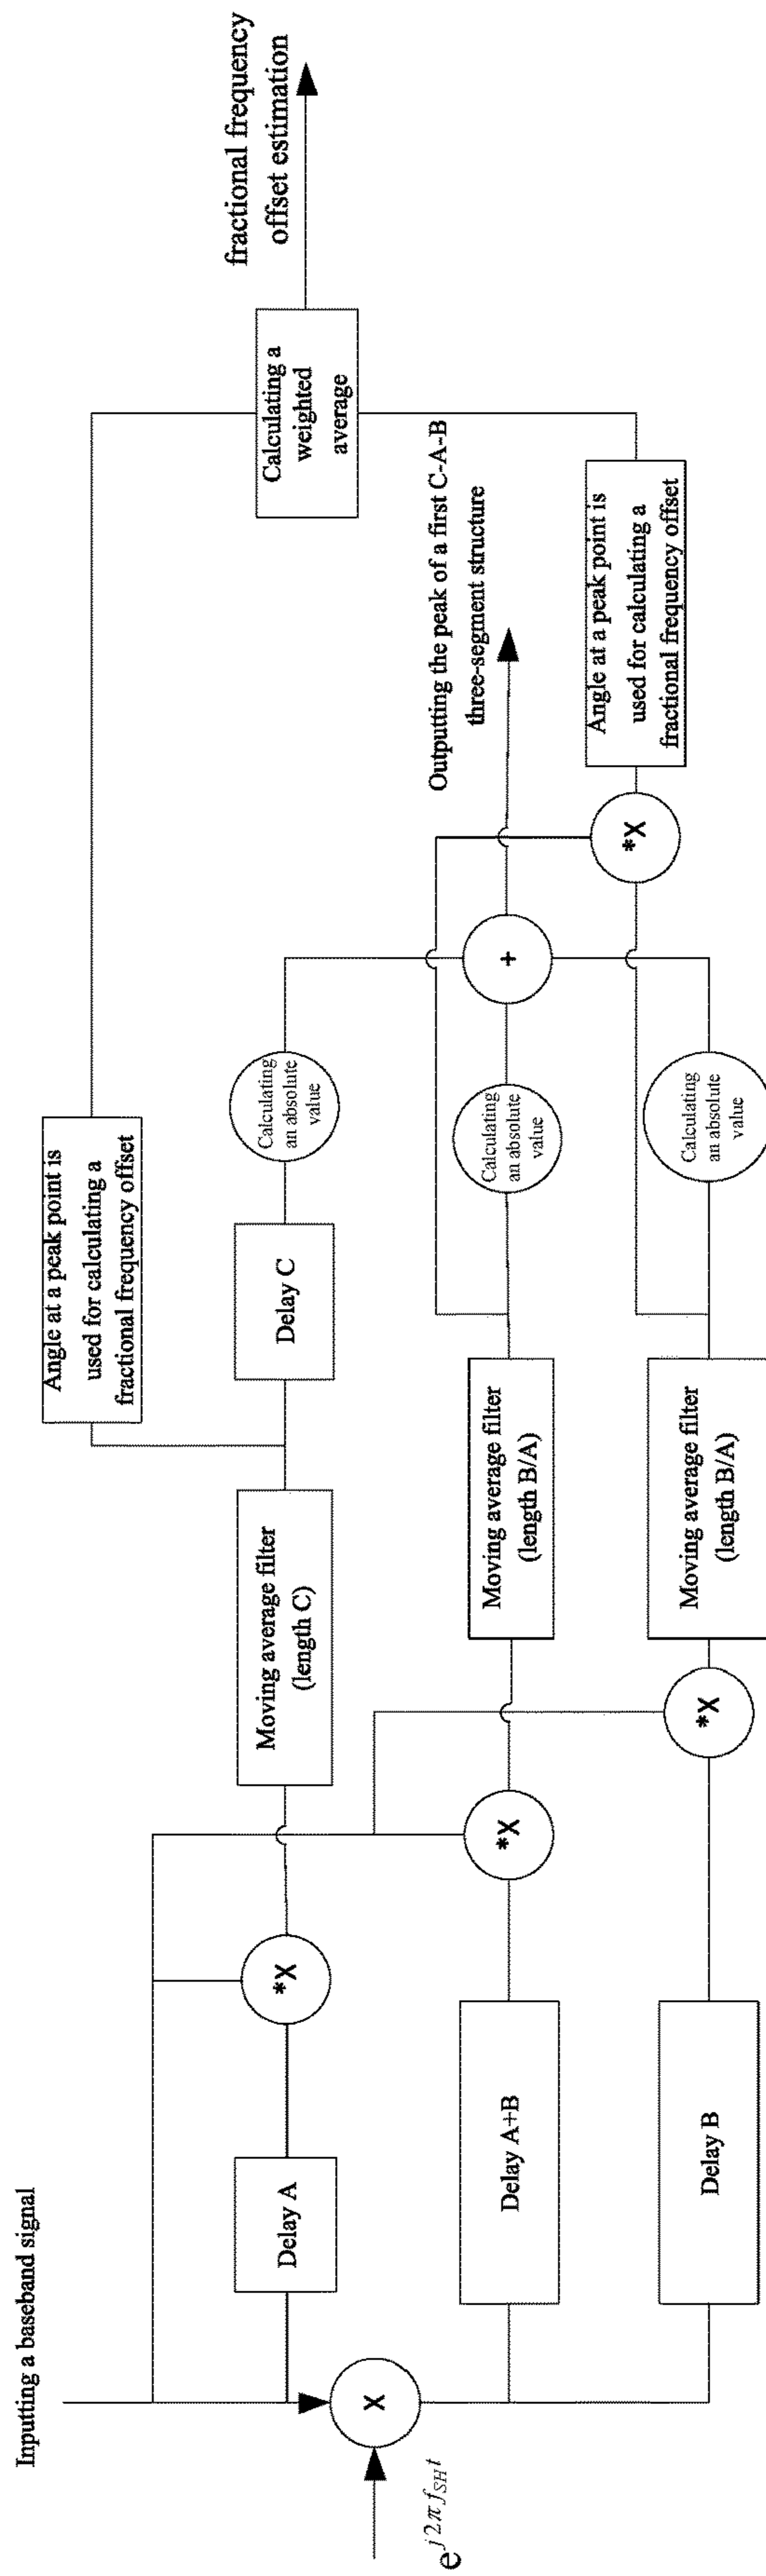 Inputting a baseband signal
e^{j2πf_{SH}t}
X
Delay A
Delay A+B
Delay B
*X
*X
*X
Moving average filter
(length C)
Moving average filter
(length B/A)
Moving average filter
(length B/A)
Angle at a peak point is
used for calculating a
fractional frequency offset
Delay C
Calculating
an absolute
value
Calculating
an absolute
value
Calculating
an absolute
value
+
*X
Outputting the peak of a first C-A-B
three-segment structure
Angle at a peak point is
used for calculating a
fractional frequency offset
Calculating a
weighted
average
fractional frequency
offset estimation